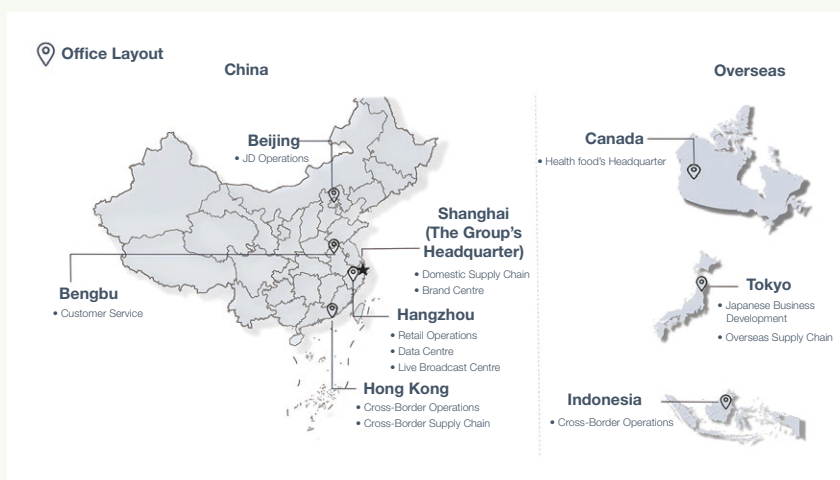 Office Layout
China
Overseas
Beijing
• JD Operations
Shanghai
(The Group's
Headquarter)
• Domestic Supply Chain
• Brand Centre
Bengbu
• Customer Service
Hangzhou
• Retail Operations
• Data Centre
• Live Broadcast Centre
Hong Kong
• Cross-Border Operations
• Cross-Border Supply Chain
Canada
• Health food's Headquarter
Tokyo
• Japanese Business
Development
• Overseas Supply Chain
Indonesia
• Cross-Border Operations